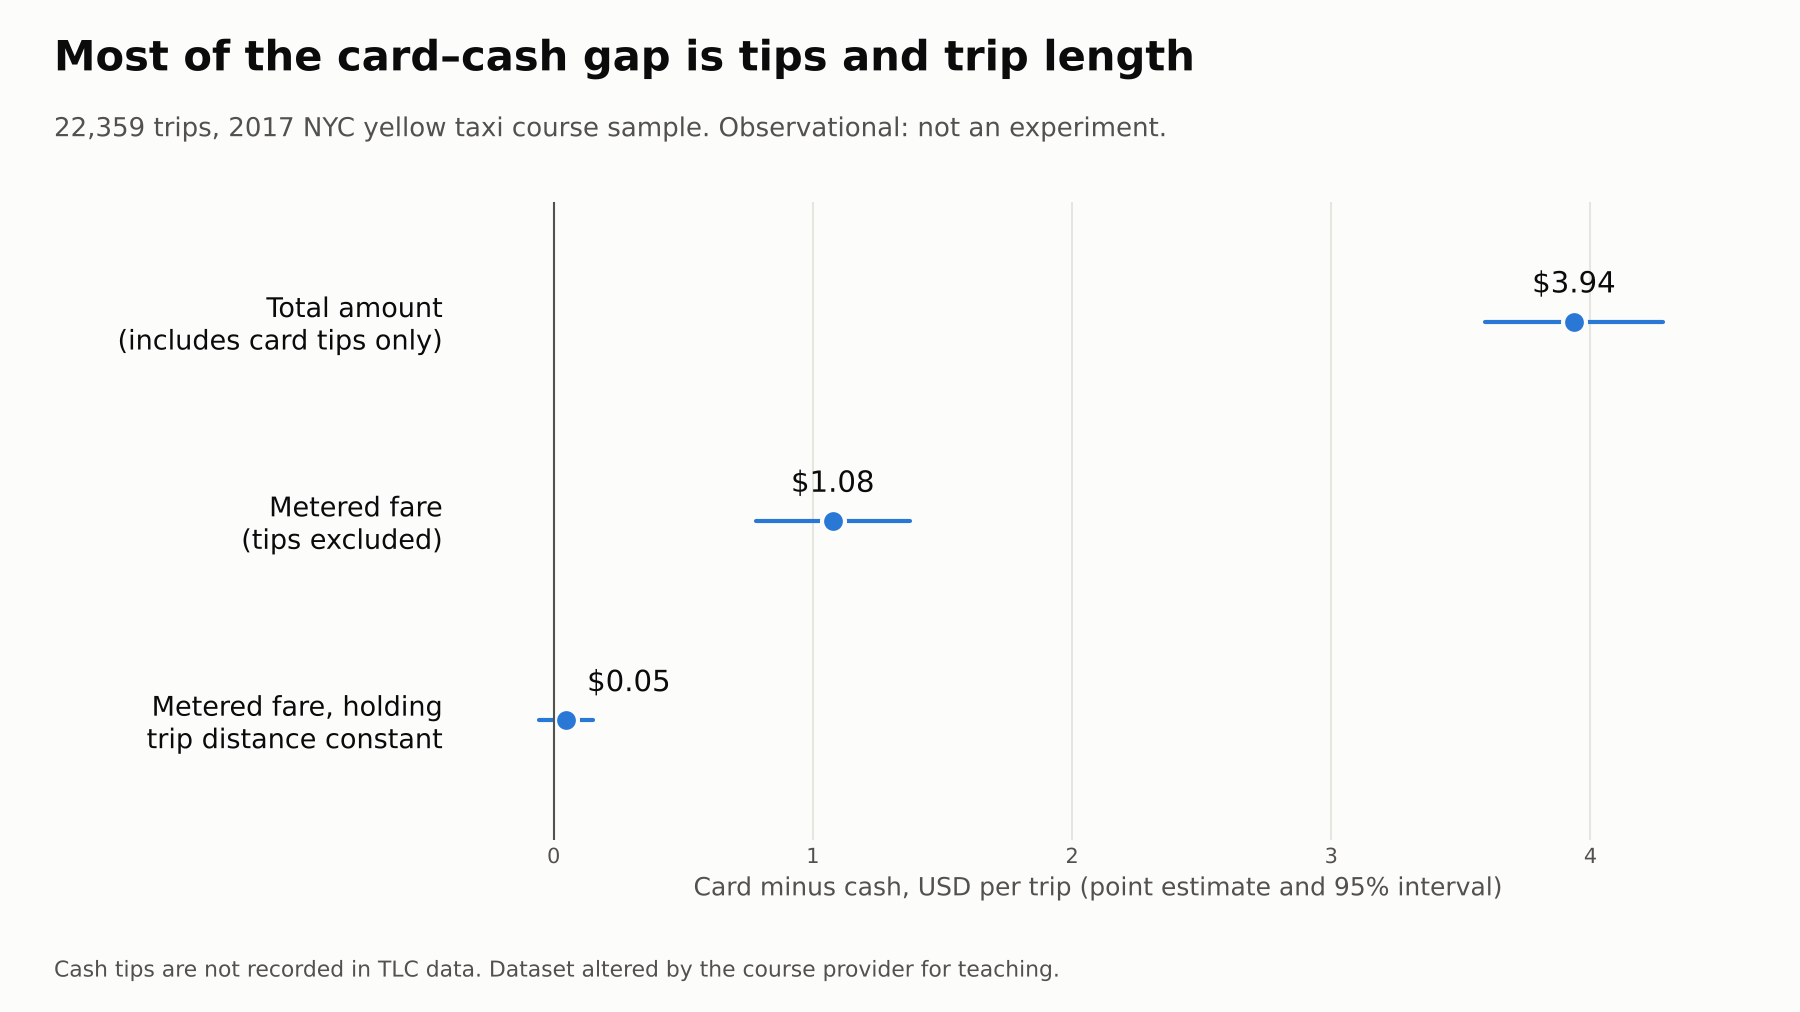 Most of the card–cash gap is tips and trip length
22,359 trips, 2017 NYC yellow taxi course sample. Observational: not an experiment.
$3.94
Total amount
(includes card tips only)
$1.08
Metered fare
(tips excluded)
$0.05
Metered fare, holding
trip distance constant
0 1 2 3 4
Card minus cash, USD per trip (point estimate and 95% interval)
Cash tips are not recorded in TLC data. Dataset altered by the course provider for teaching.